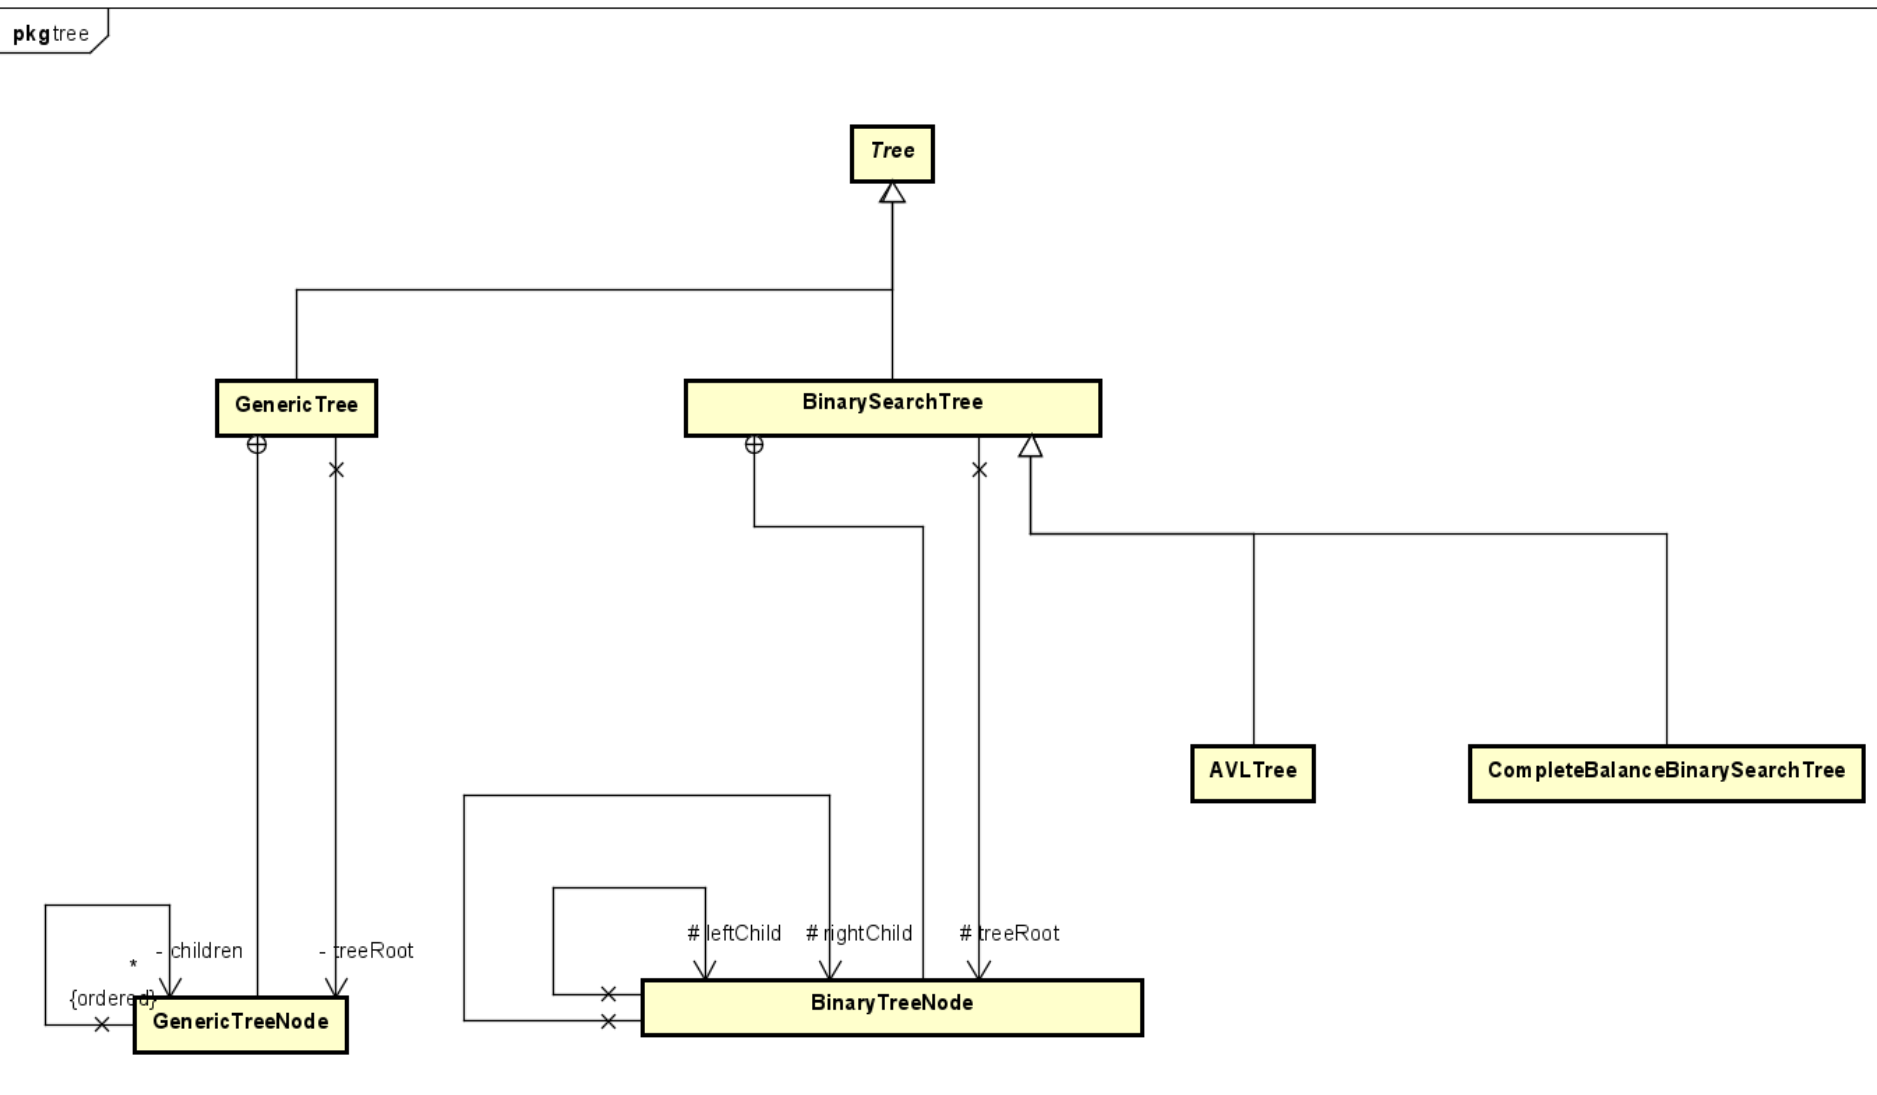 pkg tree
Tree
GenericTree
BinarySearchTree
AVLTree
CompleteBalanceBinarySearchTree
# leftChild
# rightChild
# treeRoot
- children
- treeRoot
*
{ordered}
GenericTreeNode
BinaryTreeNode